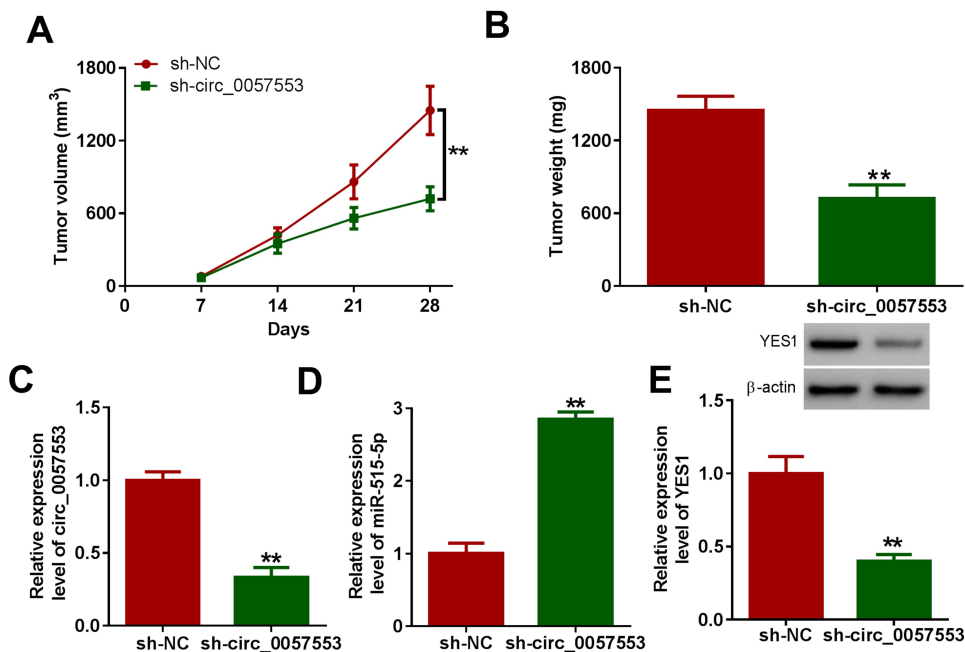 A
sh-NC
sh-circ_0057553
Tumor volume (mm³)
1800
1200
600
0
**
0 7 14 21 28
Days
B
Tumor weight (mg)
1800
1200
600
0
**
sh-NC sh-circ_0057553
C
Relative expression
level of circ_0057553
1.5
1.0
0.5
0.0
**
sh-NC sh-circ_0057553
D
Relative expression
level of miR-515-5p
3
2
1
0
**
sh-NC sh-circ_0057553
E
YES1
β-actin
Relative expression
level of YES1
1.5
1.0
0.5
0.0
**
sh-NC sh-circ_0057553